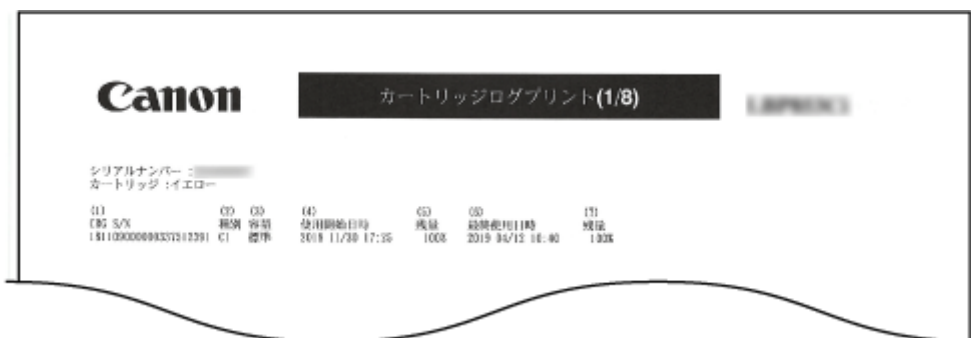 Canon
カートリッジログプリント(1/8)
シリアルナンバー :
カートリッジ :イエロー
(1) (2) (3) (4) (5) (6) (7)
CRG S/N 種別 容量 使用開始日時 残量 最終使用日時 残量
C1 標準 2018 11/30 17:25 100% 2019 04/12 10:40 100%